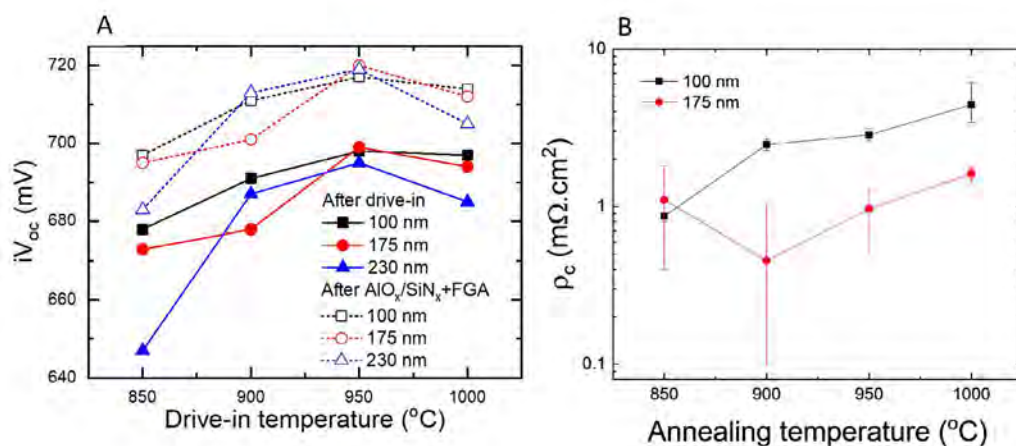 A
iV_oc (mV)
720
700
680
660
640
After drive-in
100 nm
175 nm
230 nm
After AlOₓ/SiNₓ+FGA
100 nm
175 nm
230 nm
850 900 950 1000
Drive-in temperature (°C)
B
ρ_c (mΩ.cm²)
10
1
0.1
100 nm
175 nm
850 900 950 1000
Annealing temperature (°C)